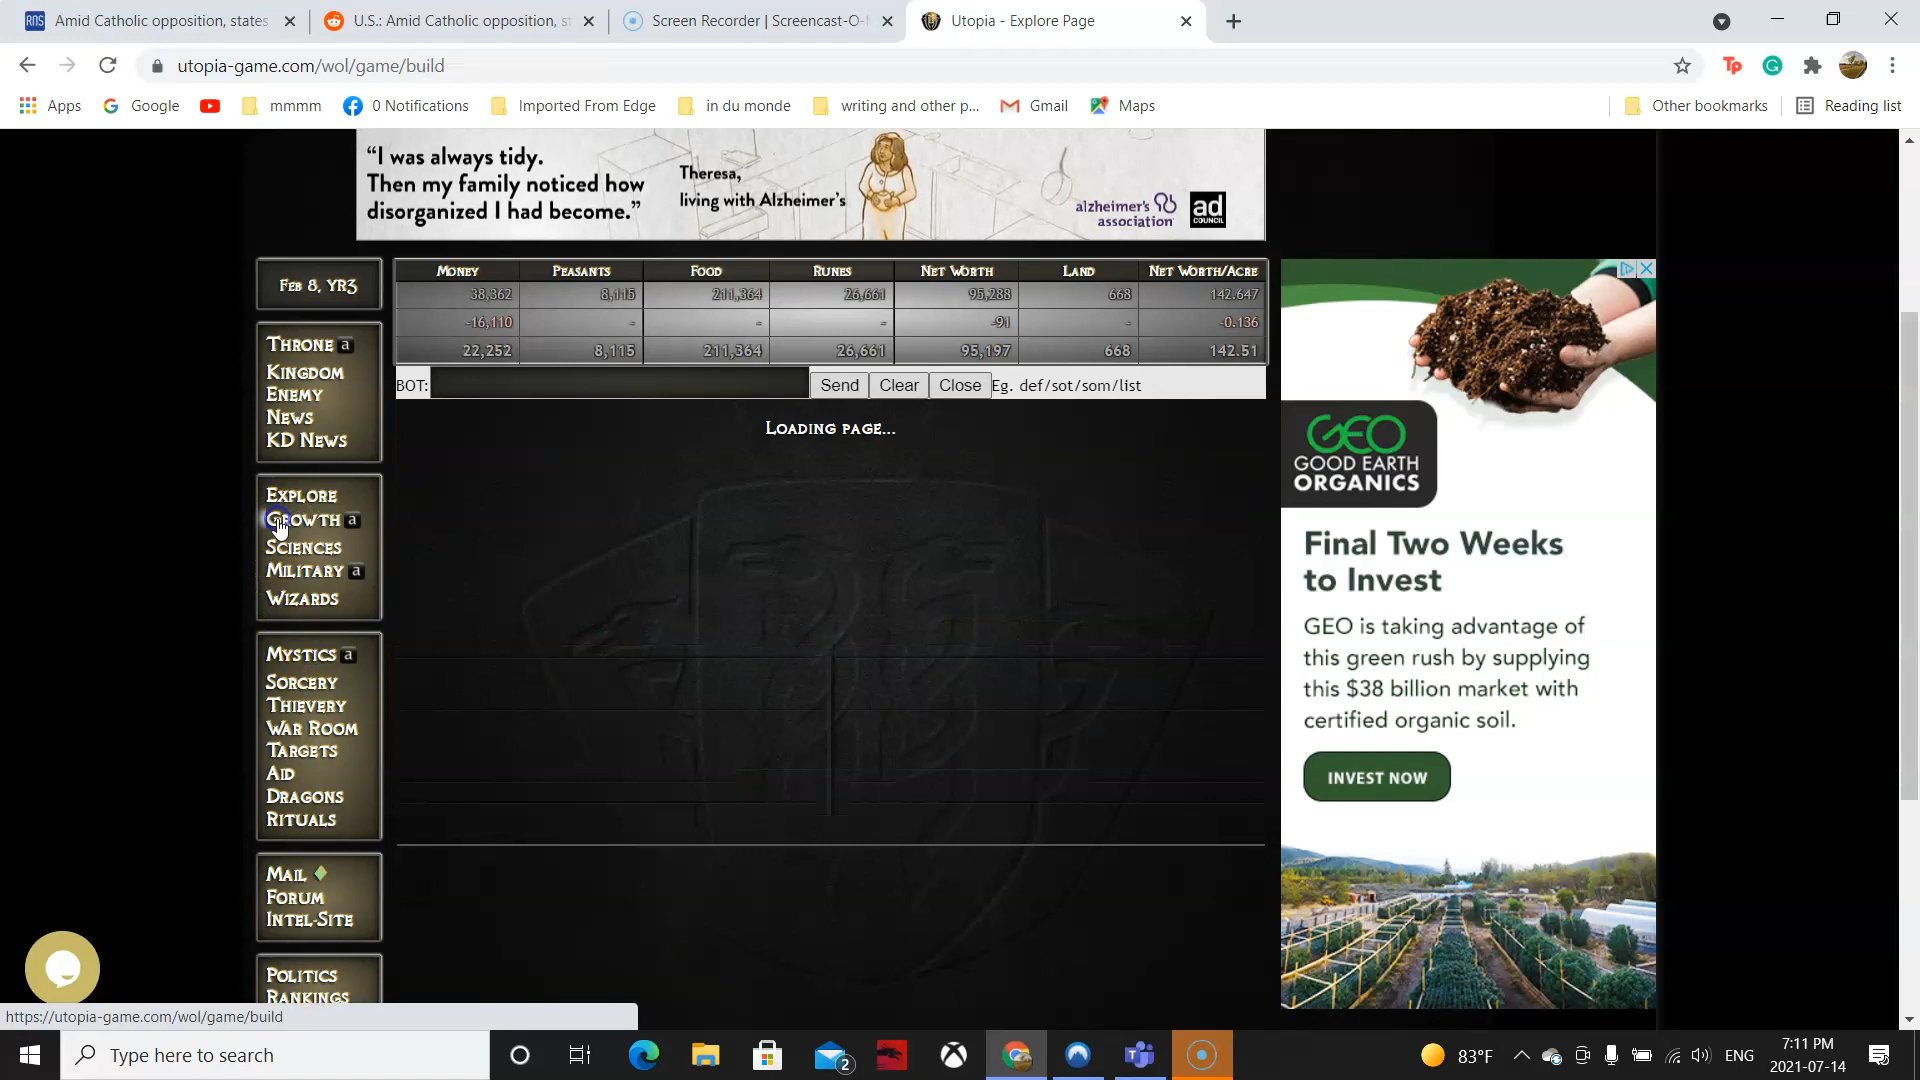 Amid Catholic opposition, states
U.S.: Amid Catholic opposition, s
Screen Recorder | Screencast-O-
Utopia - Explore Page
utopia-game.com/wol/game/build
Apps
Google
mmmm
0 Notifications
Imported From Edge
in du monde
writing and other p...
Gmail
Maps
Other bookmarks
Reading list
"I was always tidy.
Then my family noticed how
disorganized I had become."
Theresa,
living with Alzheimer's
alzheimer's
association
ad
COUNCIL
Feb 8, YR3
Money Peasants Food Runes Net Worth Land Net Worth/Acre
38,362 8,115 211,364 26,661 95,288 668 142.647
-16,110 - - - -91 - -0.136
22,252 8,115 211,364 26,661 95,197 668 142.51
BOT: Send Clear Close Eg. def/sot/som/list
Loading page...
Throne a
Kingdom
Enemy
News
KD News
Explore
Growth a
Sciences
Military a
Wizards
Mystics a
Sorcery
Thievery
War Room
Targets
Aid
Dragons
Rituals
Mail
Forum
Intel-Site
Politics
Rankings
GEO
GOOD EARTH
ORGANICS
Final Two Weeks
to Invest
GEO is taking advantage of
this green rush by supplying
this $38 billion market with
certified organic soil.
INVEST NOW
https://utopia-game.com/wol/game/build
Type here to search
2
83°F
ENG
7:11 PM
2021-07-14